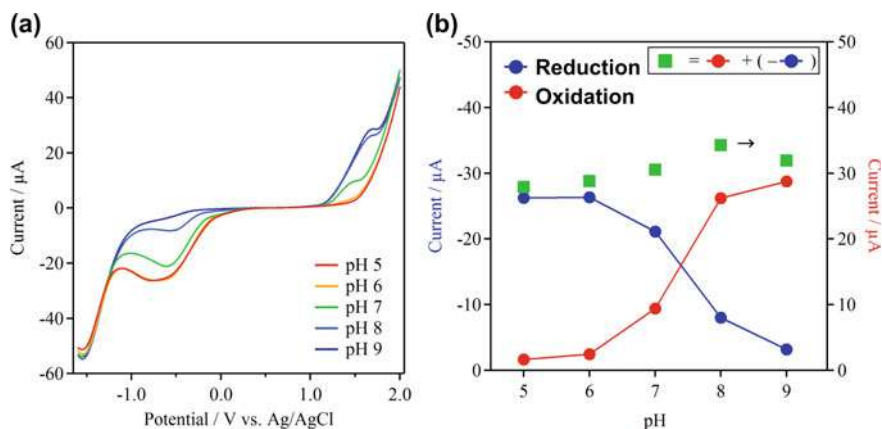 (a)
60
40
20
0
-20
-40
-60
Current / µA
pH 5
pH 6
pH 7
pH 8
pH 9
-1.0 0.0 1.0 2.0
Potential / V vs. Ag/AgCl
(b)
-50
-40
-30
-20
-10
0
Current / µA
Reduction
Oxidation
= + ( – )
→
50
40
30
20
10
0
Current / µA
5 6 7 8 9
pH